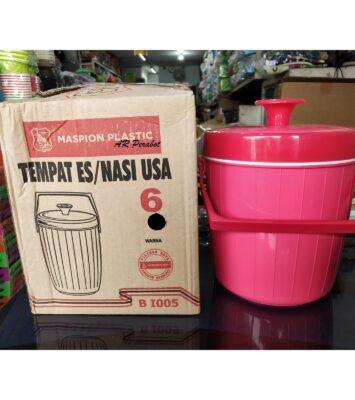 MASPION PLASTIC
AR Perabot
TEMPAT ES/NASI USA
6
WARNA
B I005